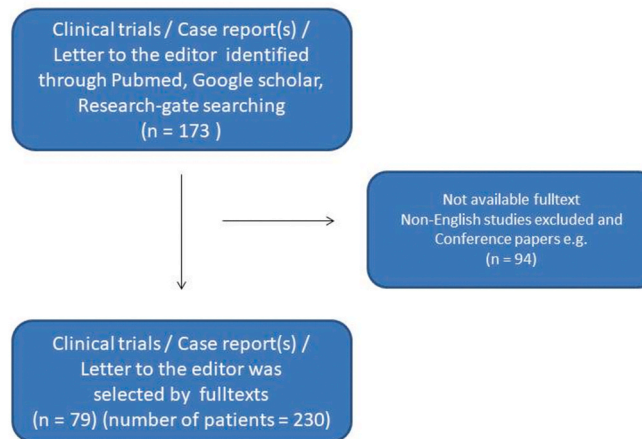 Clinical trials / Case report(s) /
Letter to the editor identified
through Pubmed, Google scholar,
Research-gate searching
(n = 173 )
Not available fulltext
Non-English studies excluded and
Conference papers e.g.
(n = 94)
Clinical trials / Case report(s) /
Letter to the editor was
selected by fulltexts
(n = 79) (number of patients = 230)